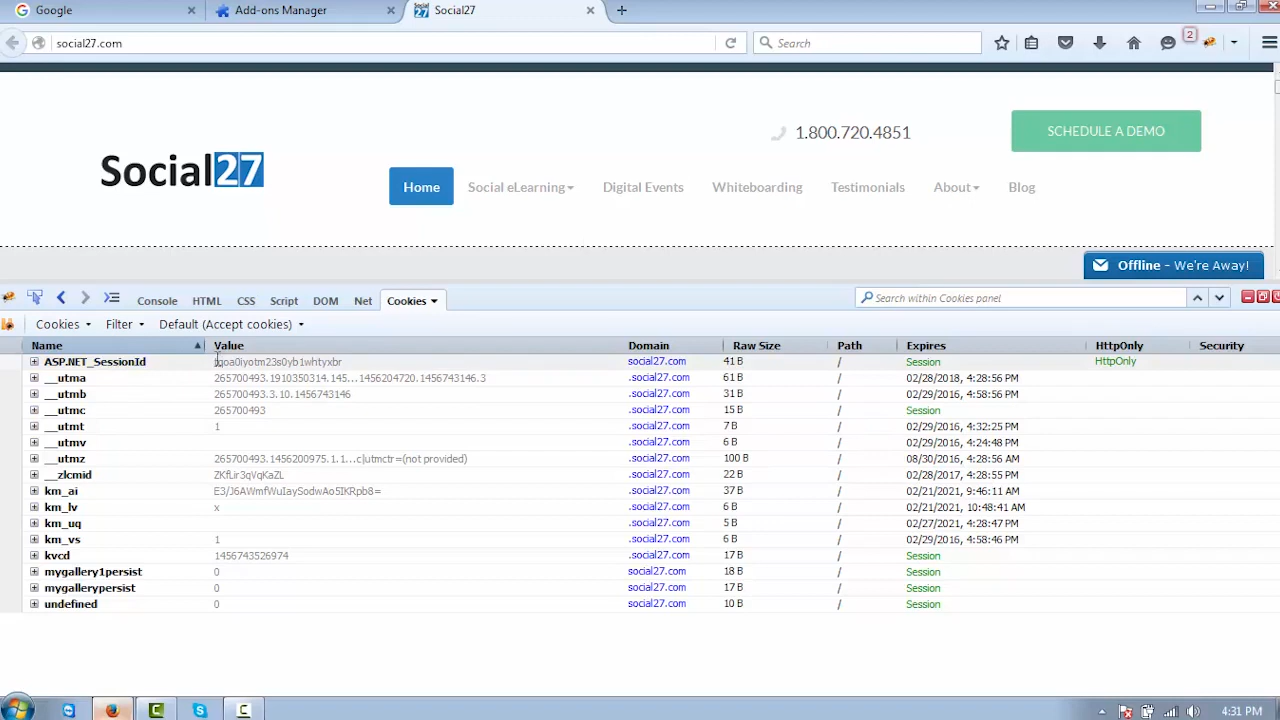 Google
Add-ons Manager
27 Social27
social27.com
Search
2
Social27
1.800.720.4851
SCHEDULE A DEMO
Home Social eLearning Digital Events Whiteboarding Testimonials About Blog
Offline - We're Away!
Console HTML CSS Script DOM Net Cookies
Search within Cookies panel
Cookies Filter Default (Accept cookies)
Name Value Domain Raw Size Path Expires HttpOnly Security
ASP.NET_SessionId social27.com 41 B / Session HttpOnly
__utma 265700493.1910350314.145...1456204720.1456743146.3 .social27.com 61 B / 02/28/2018, 4:28:56 PM
__utmb 265700493.3.10.1456743146 .social27.com 31 B / 02/29/2016, 4:58:56 PM
__utmc 265700493 .social27.com 15 B / Session
__utmt 1 .social27.com 7 B / 02/29/2016, 4:32:25 PM
__utmv .social27.com 6 B / 02/29/2016, 4:24:48 PM
__utmz 265700493.1456200975.1.1...c|utmctr=(not provided) .social27.com 100 B / 08/30/2016, 4:28:56 AM
__zlcmid ZKfLir3qVqKaZL .social27.com 22 B / 02/28/2017, 4:28:55 PM
km_ai E3/J6AWmfWuIaySodwAo5IKRpb8= .social27.com 37 B / 02/21/2021, 9:46:11 AM
km_lv x .social27.com 6 B / 02/21/2021, 10:48:41 AM
km_uq .social27.com 5 B / 02/27/2021, 4:28:47 PM
km_vs 1 .social27.com 6 B / 02/29/2016, 4:58:46 PM
kvcd 1456743526974 .social27.com 17 B / Session
mygallery1persist 0 social27.com 18 B / Session
mygallerypersist 0 social27.com 17 B / Session
undefined 0 social27.com 10 B / Session
4:31 PM